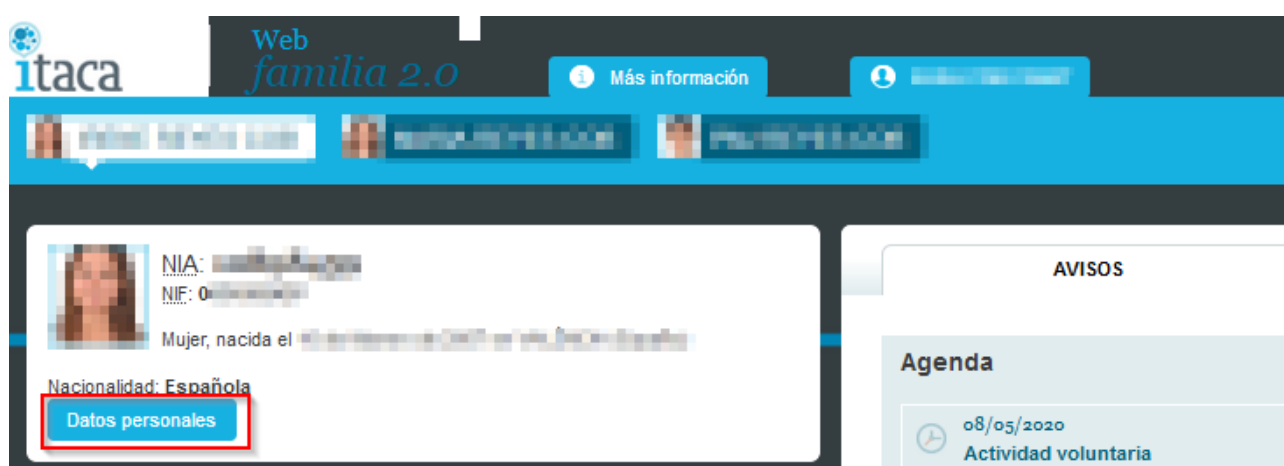 ıtaca
Web
familia 2.0
Más información
NIA:
NIF: 0
Mujer, nacida el
Nacionalidad: Española
Datos personales
AVISOS
Agenda
08/05/2020
Actividad voluntaria